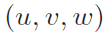 (u, v, w)